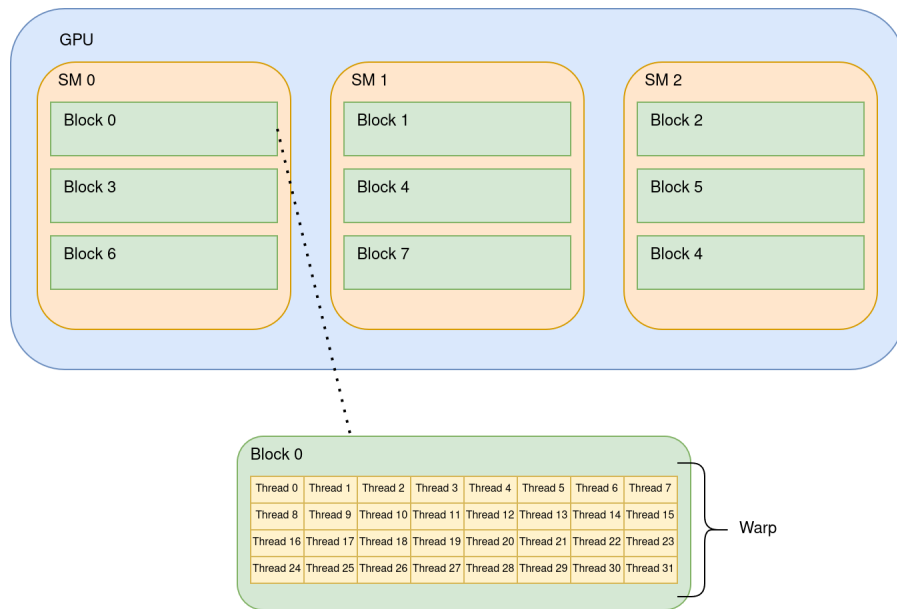 GPU
SM 0
SM 1
SM 2
Block 0
Block 1
Block 2
Block 3
Block 4
Block 5
Block 6
Block 7
Block 4
Block 0
Thread 0 Thread 1 Thread 2 Thread 3 Thread 4 Thread 5 Thread 6 Thread 7
Thread 8 Thread 9 Thread 10 Thread 11 Thread 12 Thread 13 Thread 14 Thread 15
Thread 16 Thread 17 Thread 18 Thread 19 Thread 20 Thread 21 Thread 22 Thread 23
Thread 24 Thread 25 Thread 26 Thread 27 Thread 28 Thread 29 Thread 30 Thread 31
Warp